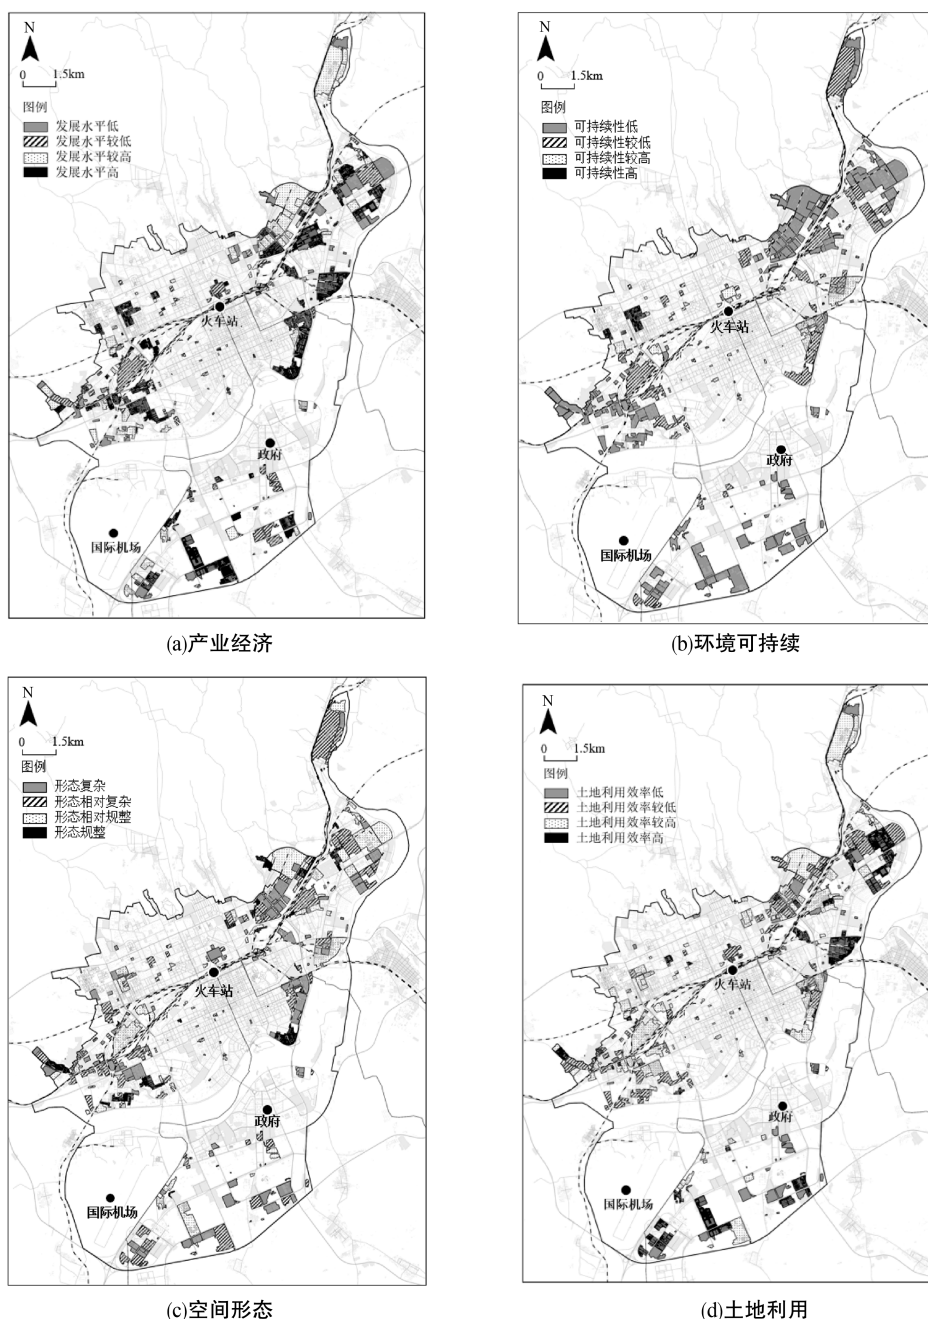 N
0 1.5km
图例
发展水平低
发展水平较低
发展水平较高
发展水平高
火车站
政府
国际机场
(a)产业经济
N
0 1.5km
图例
可持续性低
可持续性较低
可持续性较高
可持续性高
火车站
政府
国际机场
(b)环境可持续
N
0 1.5km
图例
形态复杂
形态相对复杂
形态相对规整
形态规整
火车站
政府
国际机场
(c)空间形态
N
0 1.5km
图例
土地利用效率低
土地利用效率较低
土地利用效率较高
土地利用效率高
火车站
政府
国际机场
(d)土地利用